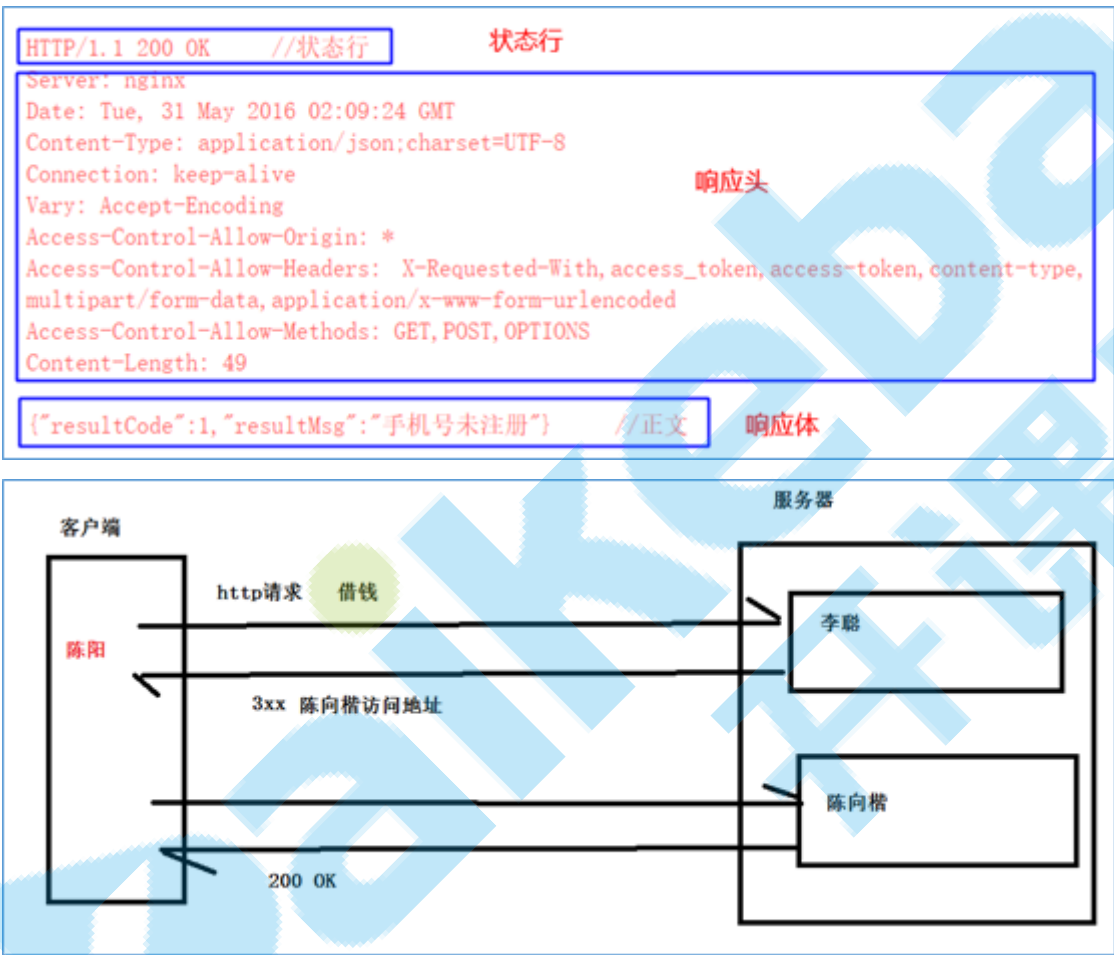 HTTP/1.1 200 OK //状态行
状态行
Server: nginx
Date: Tue, 31 May 2016 02:09:24 GMT
Content-Type: application/json;charset=UTF-8
Connection: keep-alive
响应头
Vary: Accept-Encoding
Access-Control-Allow-Origin: *
Access-Control-Allow-Headers: X-Requested-With,access_token,access-token,content-type,
multipart/form-data,application/x-www-form-urlencoded
Access-Control-Allow-Methods: GET,POST,OPTIONS
Content-Length: 49
{"resultCode":1,"resultMsg":"手机号未注册"} //正文
响应体
服务器
客户端
http请求 借钱
李聪
陈阳
3xx 陈向楷访问地址
陈向楷
200 OK
kaikeba
开课